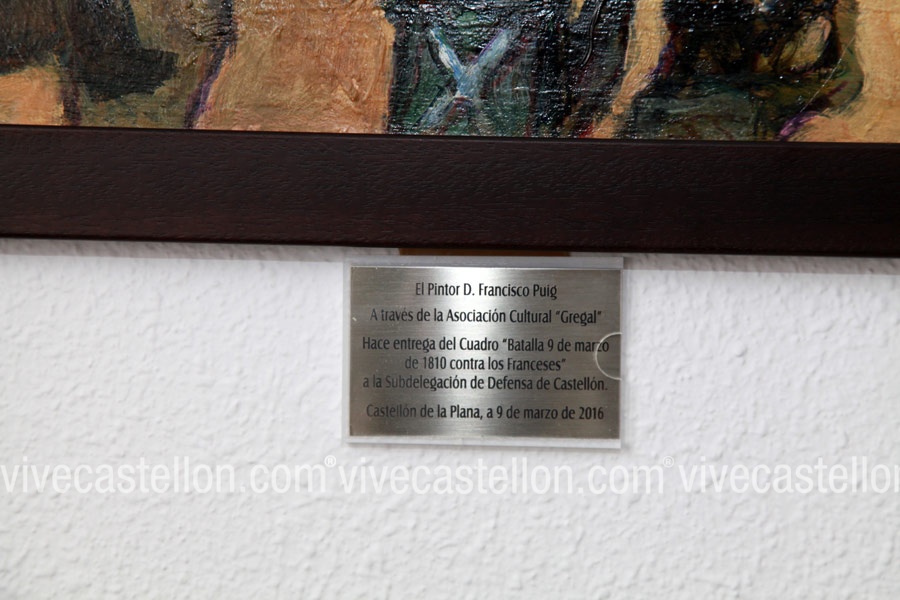 El Pintor D. Francisco Puig
A través de la Asociación Cultural "Gregal"
Hace entrega del Cuadro "Batalla 9 de marzo
de 1810 contra los Franceses"
a la Subdelegación de Defensa de Castellón.
Castellón de la Plana, a 9 de marzo de 2016
vivecastellon.com® vivecastellon.com® vivecastellon.com